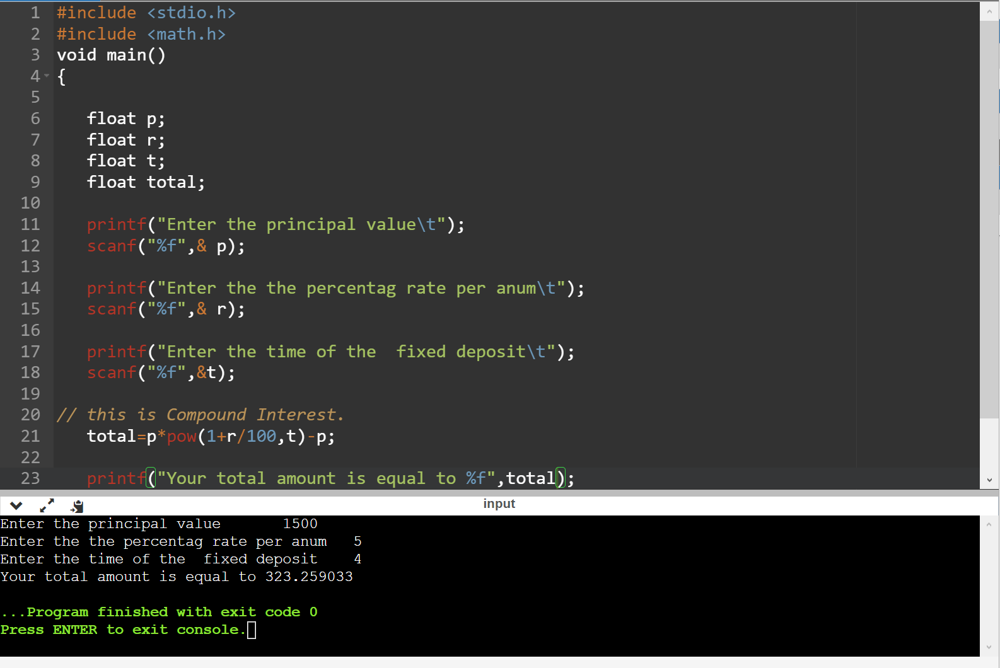 1 #include <stdio.h>
2 #include <math.h>
3 void main()
4 {
5
6 float p;
7 float r;
8 float t;
9 float total;
10
11 printf("Enter the principal value\t");
12 scanf("%f",& p);
13
14 printf("Enter the the percentag rate per anum\t");
15 scanf("%f",& r);
16
17 printf("Enter the time of the  fixed deposit\t");
18 scanf("%f",&t);
19
20 // this is Compound Interest.
21 total=p*pow(1+r/100,t)-p;
22
23 printf("Your total amount is equal to %f",total);
input
Enter the principal value       1500
Enter the the percentag rate per anum   5
Enter the time of the  fixed deposit    4
Your total amount is equal to 323.259033
...Program finished with exit code 0
Press ENTER to exit console.